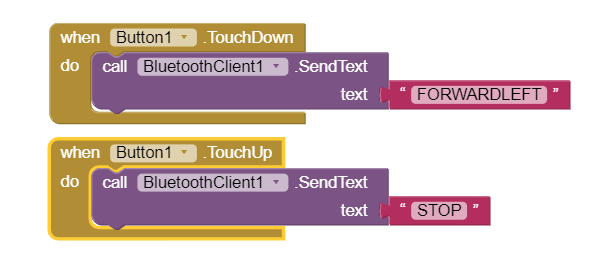 when Button1 .TouchDown
do call BluetoothClient1 .SendText
text “ FORWARDLEFT ”
when Button1 .TouchUp
do call BluetoothClient1 .SendText
text “ STOP ”